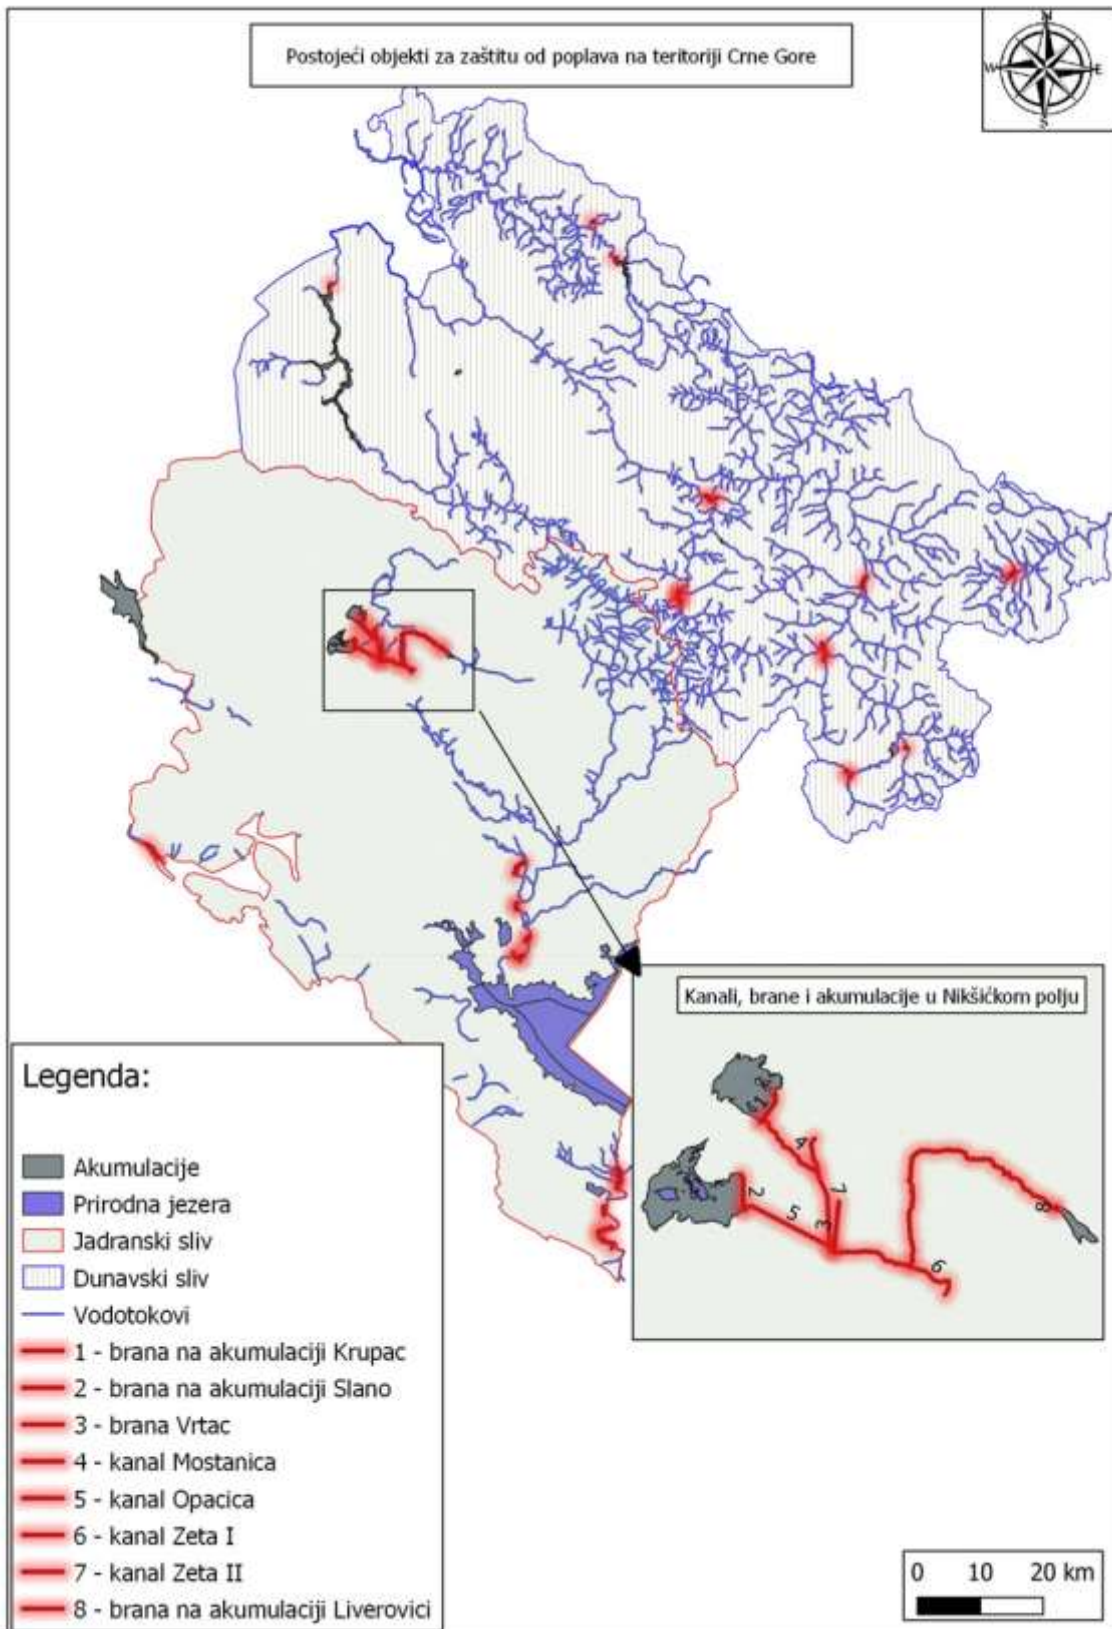 Postojeći objekti za zaštitu od poplava na teritoriji Crne Gore
N
W E
S
Kanali, brane i akumulacije u Nikšićkom polju
1
2
4
7
3
5
8
6
Legenda:
Akumulacije
Prirodna jezera
Jadranski sliv
Dunavski sliv
Vodotokovi
1 - brana na akumulaciji Krupac
2 - brana na akumulaciji Slano
3 - brana Vrtac
4 - kanal Mostanica
5 - kanal Opacica
6 - kanal Zeta I
7 - kanal Zeta II
8 - brana na akumulaciji Liverovici
0 10 20 km